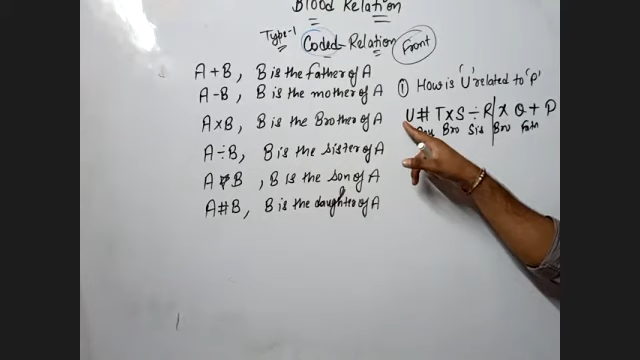 Blood Relation
Type-1
Coded-Relation Front
A+B, B is the father of A
A-B, B is the mother of A
A×B, B is the Brother of A
A÷B, B is the sister of A
B is the son of A
A#B, B is the daughter of A
① How is 'U' related to 'P'
U# T×S÷R × Q+P
Bro Sis Bro